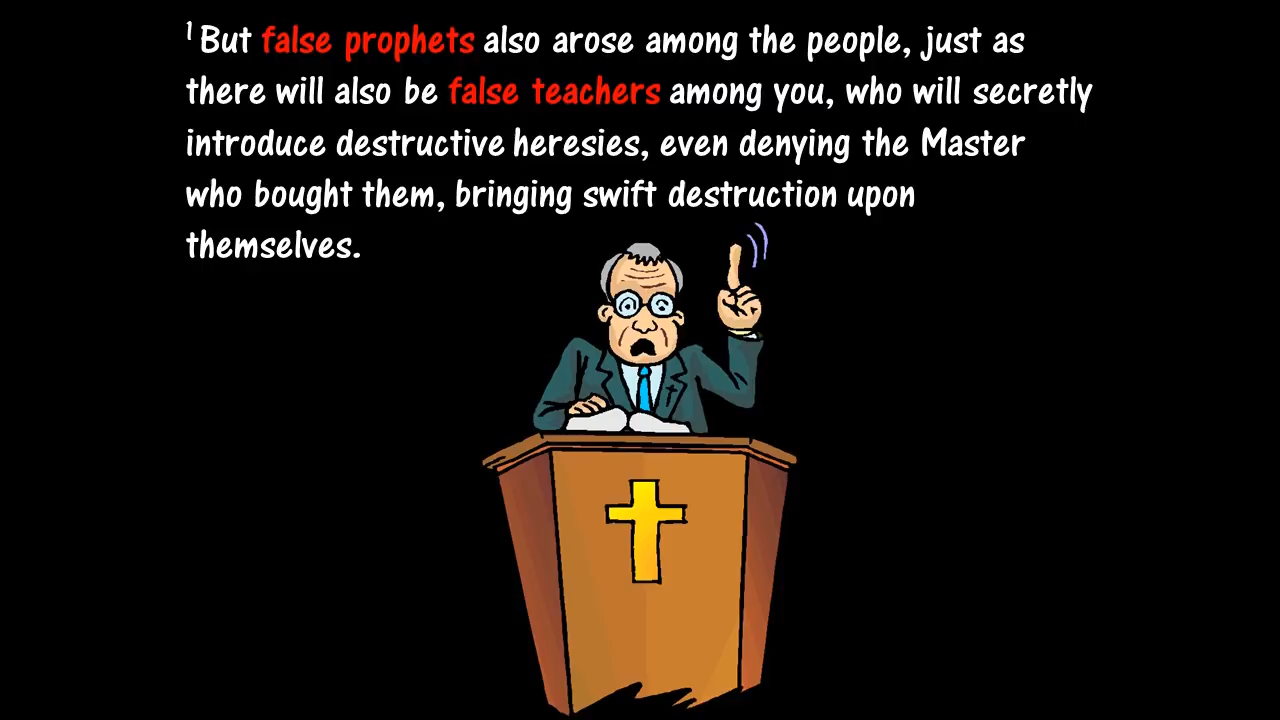 1 But false prophets also arose among the people, just as
there will also be false teachers among you, who will secretly
introduce destructive heresies, even denying the Master
who bought them, bringing swift destruction upon
themselves.